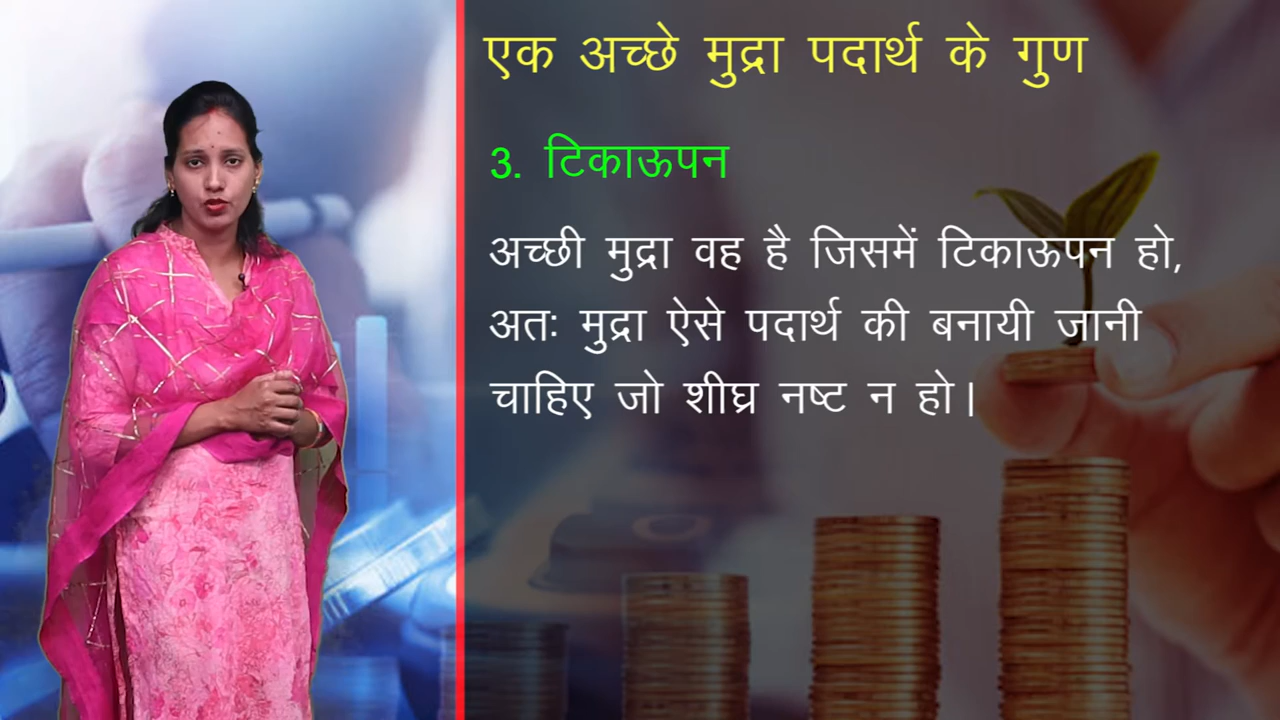 एक अच्छे मुद्रा पदार्थ के गुण
3. टिकाऊपन
अच्छी मुद्रा वह है जिसमें टिकाऊपन हो,
अतः मुद्रा ऐसे पदार्थ की बनायी जानी
चाहिए जो शीघ्र नष्ट न हो।